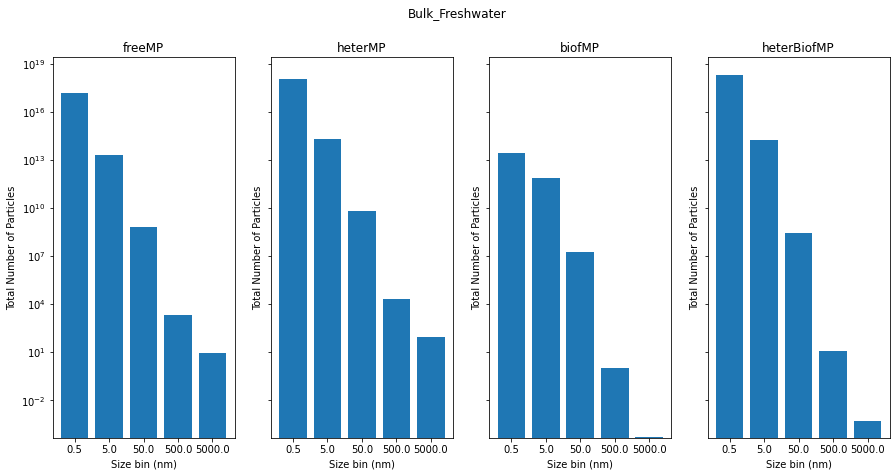 Bulk_Freshwater
freeMP
heterMP
biofMP
heterBiofMP
Total Number of Particles
10^19
10^16
10^13
10^10
10^7
10^4
10^1
10^-2
0.5 5.0 50.0 500.0 5000.0
Size bin (nm)
Total Number of Particles
0.5 5.0 50.0 500.0 5000.0
Size bin (nm)
Total Number of Particles
0.5 5.0 50.0 500.0 5000.0
Size bin (nm)
Total Number of Particles
0.5 5.0 50.0 500.0 5000.0
Size bin (nm)